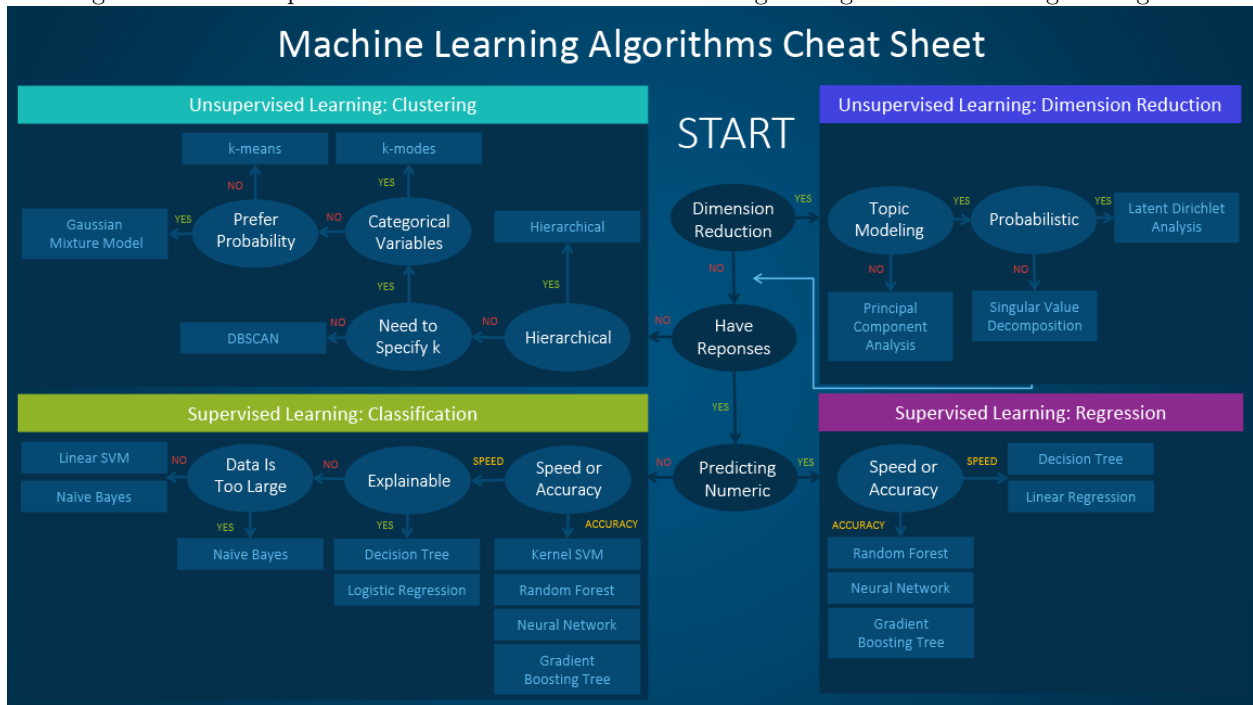 Machine Learning Algorithms Cheat Sheet
Unsupervised Learning: Clustering
k-means
k-modes
NO
YES
Gaussian
Mixture Model
YES
Prefer
Probability
NO
Categorical
Variables
Hierarchical
YES
YES
DBSCAN
NO
Need to
Specify k
NO
Hierarchical
START
Dimension
Reduction
YES
NO
NO
Have
Reponses
YES
NO
Predicting
Numeric
YES
Unsupervised Learning: Dimension Reduction
Topic
Modeling
YES
Probabilistic
YES
Latent Dirichlet
Analysis
NO
NO
Principal
Component
Analysis
Singular Value
Decomposition
Supervised Learning: Classification
Linear SVM
Naïve Bayes
NO
Data Is
Too Large
NO
Explainable
SPEED
Speed or
Accuracy
YES
YES
ACCURACY
Naïve Bayes
Decision Tree
Logistic Regression
Kernel SVM
Random Forest
Neural Network
Gradient
Boosting Tree
Supervised Learning: Regression
Speed or
Accuracy
SPEED
Decision Tree
Linear Regression
ACCURACY
Random Forest
Neural Network
Gradient
Boosting Tree